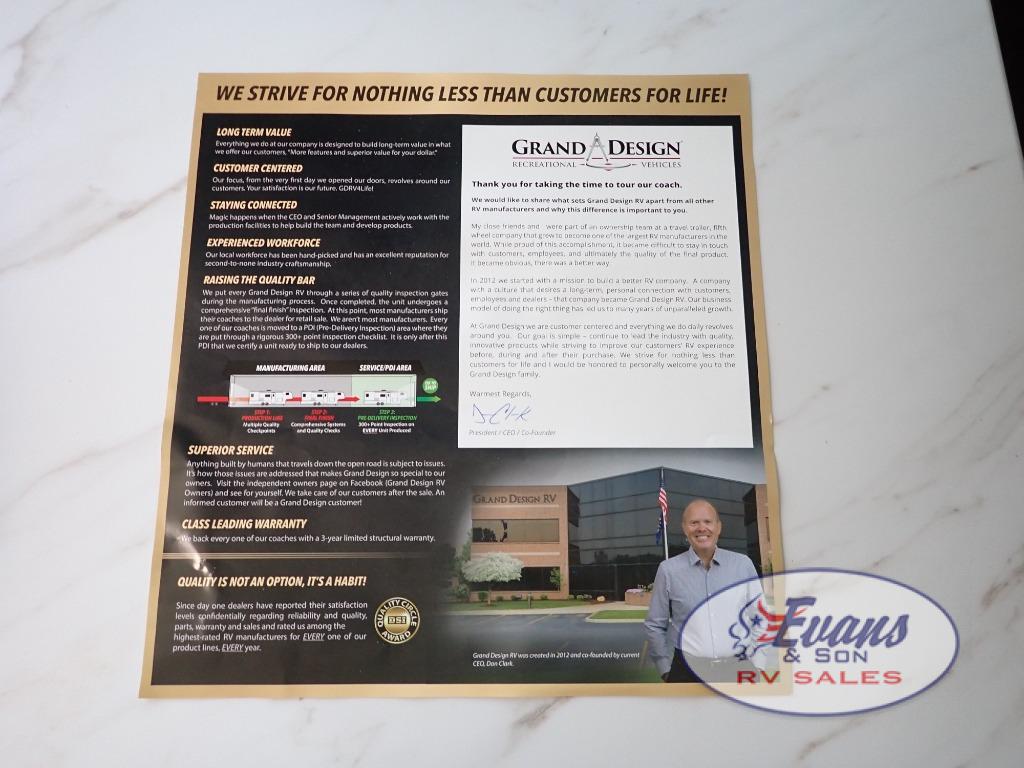 WE STRIVE FOR NOTHING LESS THAN CUSTOMERS FOR LIFE!
LONG TERM VALUE
Everything we do at our company is designed to build long-term value in what
we offer our customers. "More features and superior value for your dollar."
CUSTOMER CENTERED
Our focus, from the very first day we opened our doors, revolves around our
customers. Your satisfaction is our future. GDRV4Life!
STAYING CONNECTED
Magic happens when the CEO and Senior Management actively work with the
production facilities to help build the team and develop products.
EXPERIENCED WORKFORCE
Our local workforce has been hand-picked and has an excellent reputation for
second-to-none industry craftsmanship.
RAISING THE QUALITY BAR
We put every Grand Design RV through a series of quality inspection gates
during the manufacturing process. Once completed, the unit undergoes a
comprehensive "final finish" inspection. At this point, most manufacturers ship
their coaches to the dealer for retail sale. We aren't most manufacturers. Every
one of our coaches is moved to a PDI (Pre-Delivery Inspection) area where they
are put through a rigorous 300+ point inspection checklist. It is only after this
PDI that we certify a unit ready to ship to our dealers.
MANUFACTURING AREA
SERVICE/PDI AREA
SHIP
STEP 1:
PRODUCTION LINE
Multiple Quality
Checkpoints
STEP 2:
FINAL FINISH
Comprehensive Systems
and Quality Checks
STEP 3:
PRE-DELIVERY INSPECTION
300+ Point Inspection on
EVERY Unit Produced
SUPERIOR SERVICE
Anything built by humans that travels down the open road is subject to issues.
It's how those issues are addressed that makes Grand Design so special to our
owners. Visit the independent owners page on Facebook (Grand Design RV
Owners) and see for yourself. We take care of our customers after the sale. An
informed customer will be a Grand Design customer!
CLASS LEADING WARRANTY
We back every one of our coaches with a 3-year limited structural warranty.
QUALITY IS NOT AN OPTION, IT'S A HABIT!
Since day one dealers have reported their satisfaction
levels confidentially regarding reliability and quality,
parts, warranty and sales and rated us among the
highest-rated RV manufacturers for EVERY one of our
product lines, EVERY year.
QUALITY CIRCLE
DSI
AWARD
GRAND DESIGN
RECREATIONAL VEHICLES
Thank you for taking the time to tour our coach.
We would like to share what sets Grand Design RV apart from all other
RV manufacturers and why this difference is important to you.
My close friends and I were part of an ownership team at a travel trailer, fifth
wheel company that grew to become one of the largest RV manufacturers in the
world. While proud of this accomplishment, it became difficult to stay in touch
with customers, employees, and ultimately the quality of the final product.
It became obvious, there was a better way.
In 2012 we started with a mission to build a better RV company. A company
with a culture that desires a long-term, personal connection with customers,
employees and dealers – that company became Grand Design RV. Our business
model of doing the right thing has led us to many years of unparalleled growth.
At Grand Design we are customer centered and everything we do daily revolves
around you. Our goal is simple – continue to lead the industry with quality,
innovative products while striving to improve our customers' RV experience
before, during and after their purchase. We strive for nothing less than
customers for life and I would be honored to personally welcome you to the
Grand Design family.
Warmest Regards,
President / CEO / Co-Founder
GRAND DESIGN RV
Grand Design RV was created in 2012 and co-founded by current
CEO, Don Clark.
Evans
& SON
RV SALES